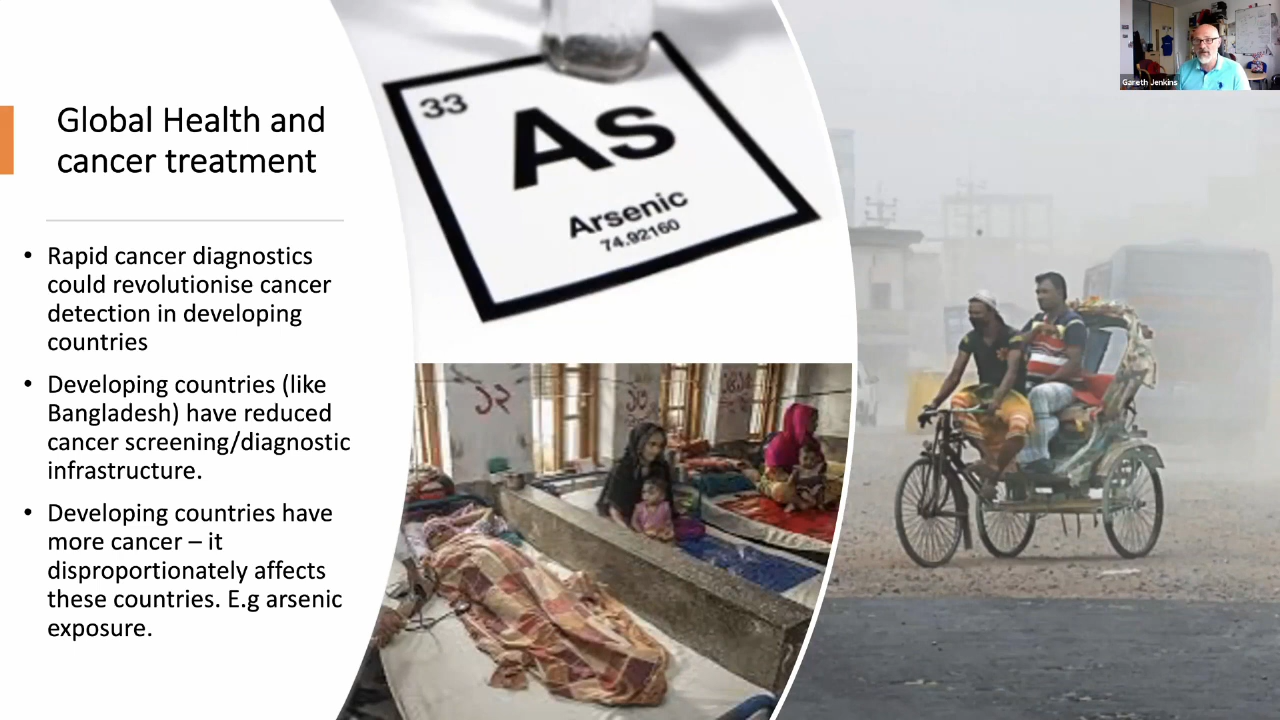 Global Health and
cancer treatment
• Rapid cancer diagnostics
could revolutionise cancer
detection in developing
countries
• Developing countries (like
Bangladesh) have reduced
cancer screening/diagnostic
infrastructure.
• Developing countries have
more cancer – it
disproportionately affects
these countries. E.g arsenic
exposure.
33
As
Arsenic
74.92160
১২
Gareth Jenkins